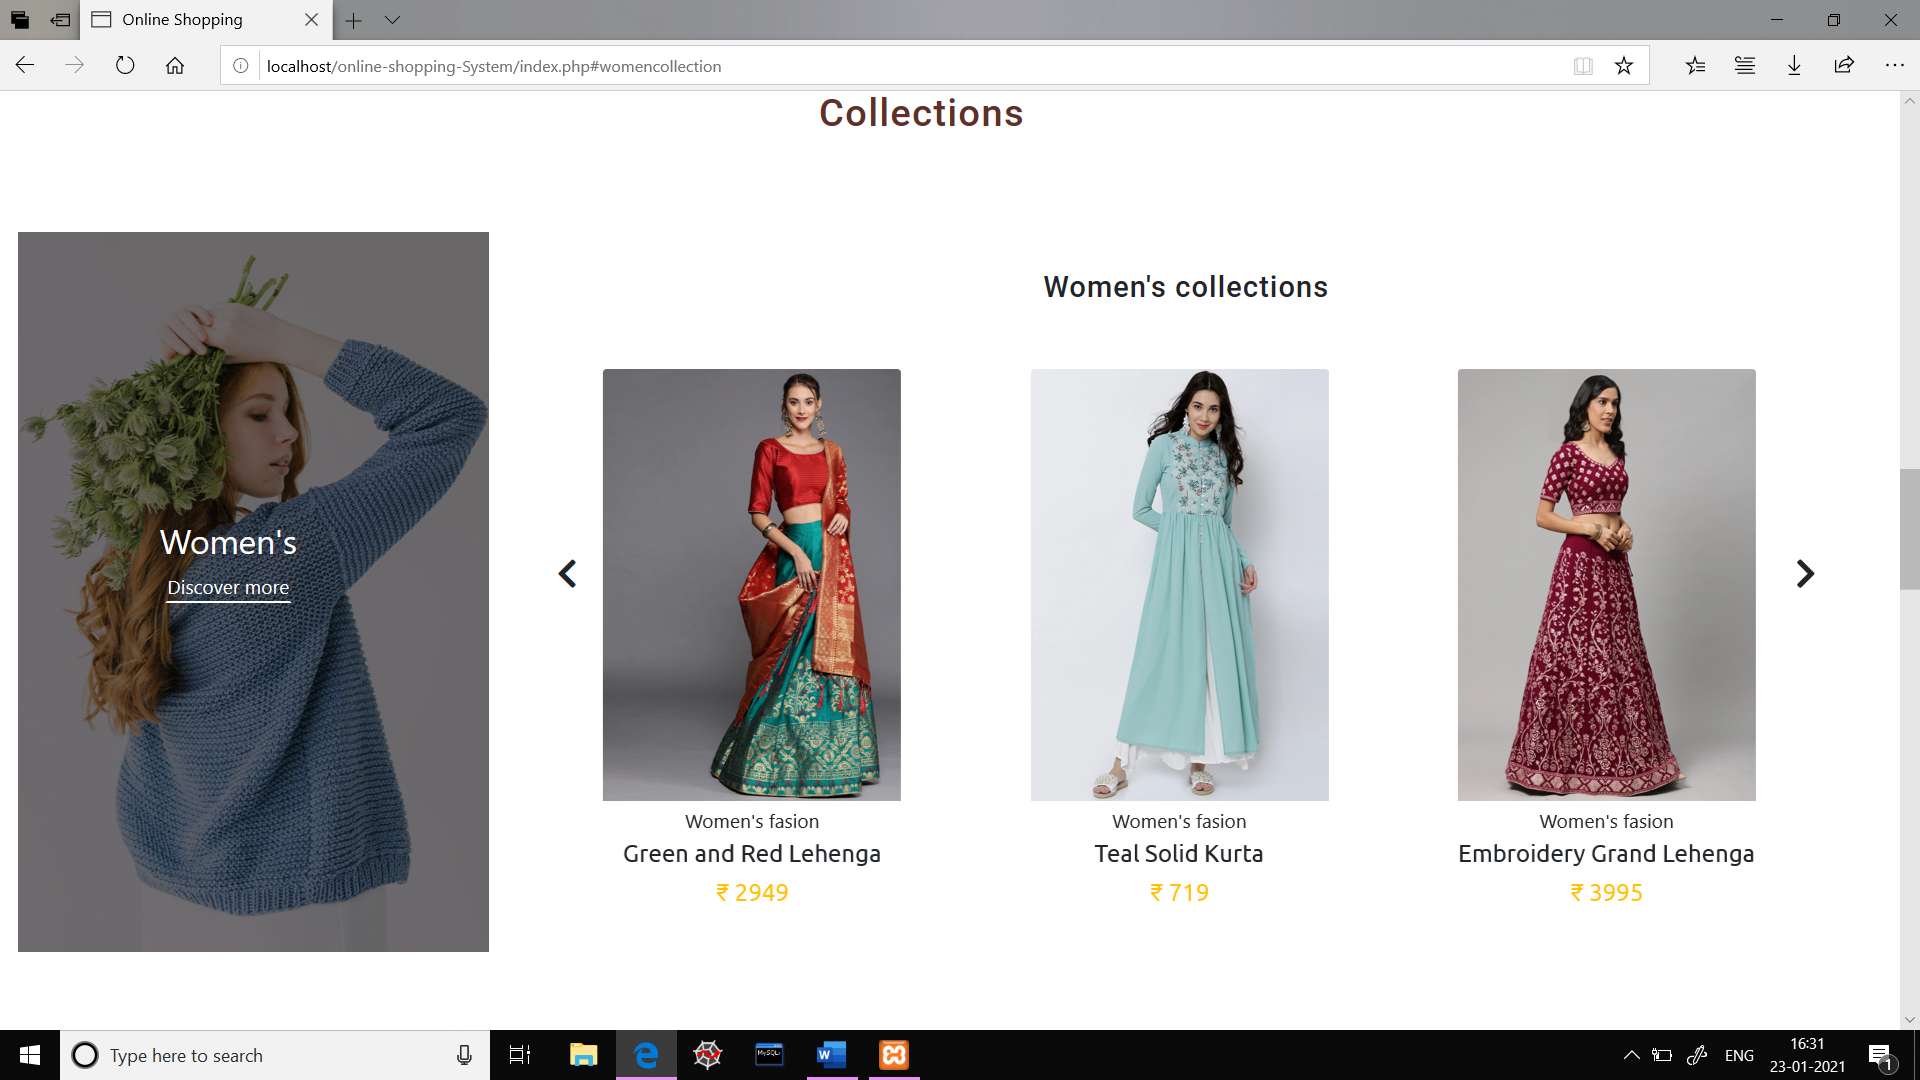 Online Shopping
localhost/online-shopping-System/index.php#womencollection
Collections
Women's collections
Women's
Discover more
Women's fasion
Green and Red Lehenga
₹ 2949
Women's fasion
Teal Solid Kurta
₹ 719
Women's fasion
Embroidery Grand Lehenga
₹ 3995
Type here to search
MySQL
W
ENG
16:31
23-01-2021
1